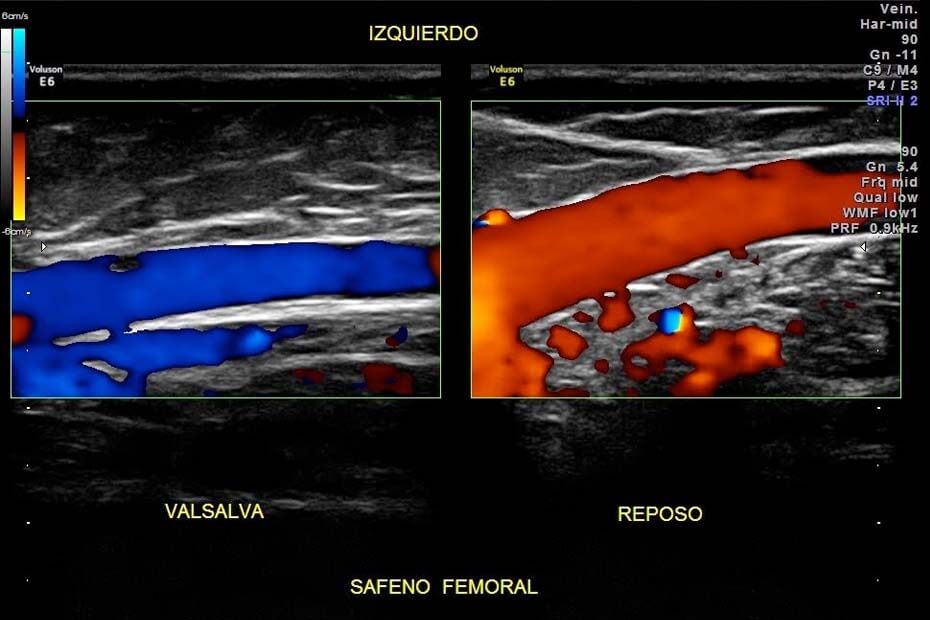 6cm/s
IZQUIERDO
Vein.
Har-mid
90
Gn -11
C9 / M4
P4 / E3
SRI II 2
Voluson
E6
Voluson
E6
90
Gn 5.4
Frq mid
Qual low
WMF low1
PRF 0.9kHz
-6cm/s
VALSALVA
REPOSO
SAFENO FEMORAL